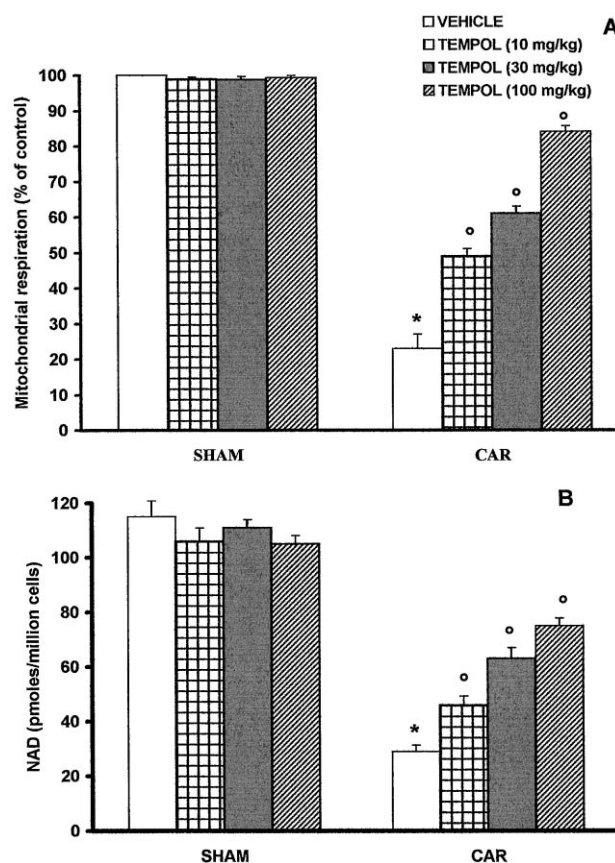 A
VEHICLE
TEMPOL (10 mg/kg)
TEMPOL (30 mg/kg)
TEMPOL (100 mg/kg)
Mitochondrial respiration (% of control)
100
90
80
70
60
50
40
30
20
10
0
*
° ° °
SHAM CAR
B
NAD (pmoles/million cells)
120
100
80
60
40
20
0
*
° ° °
SHAM CAR